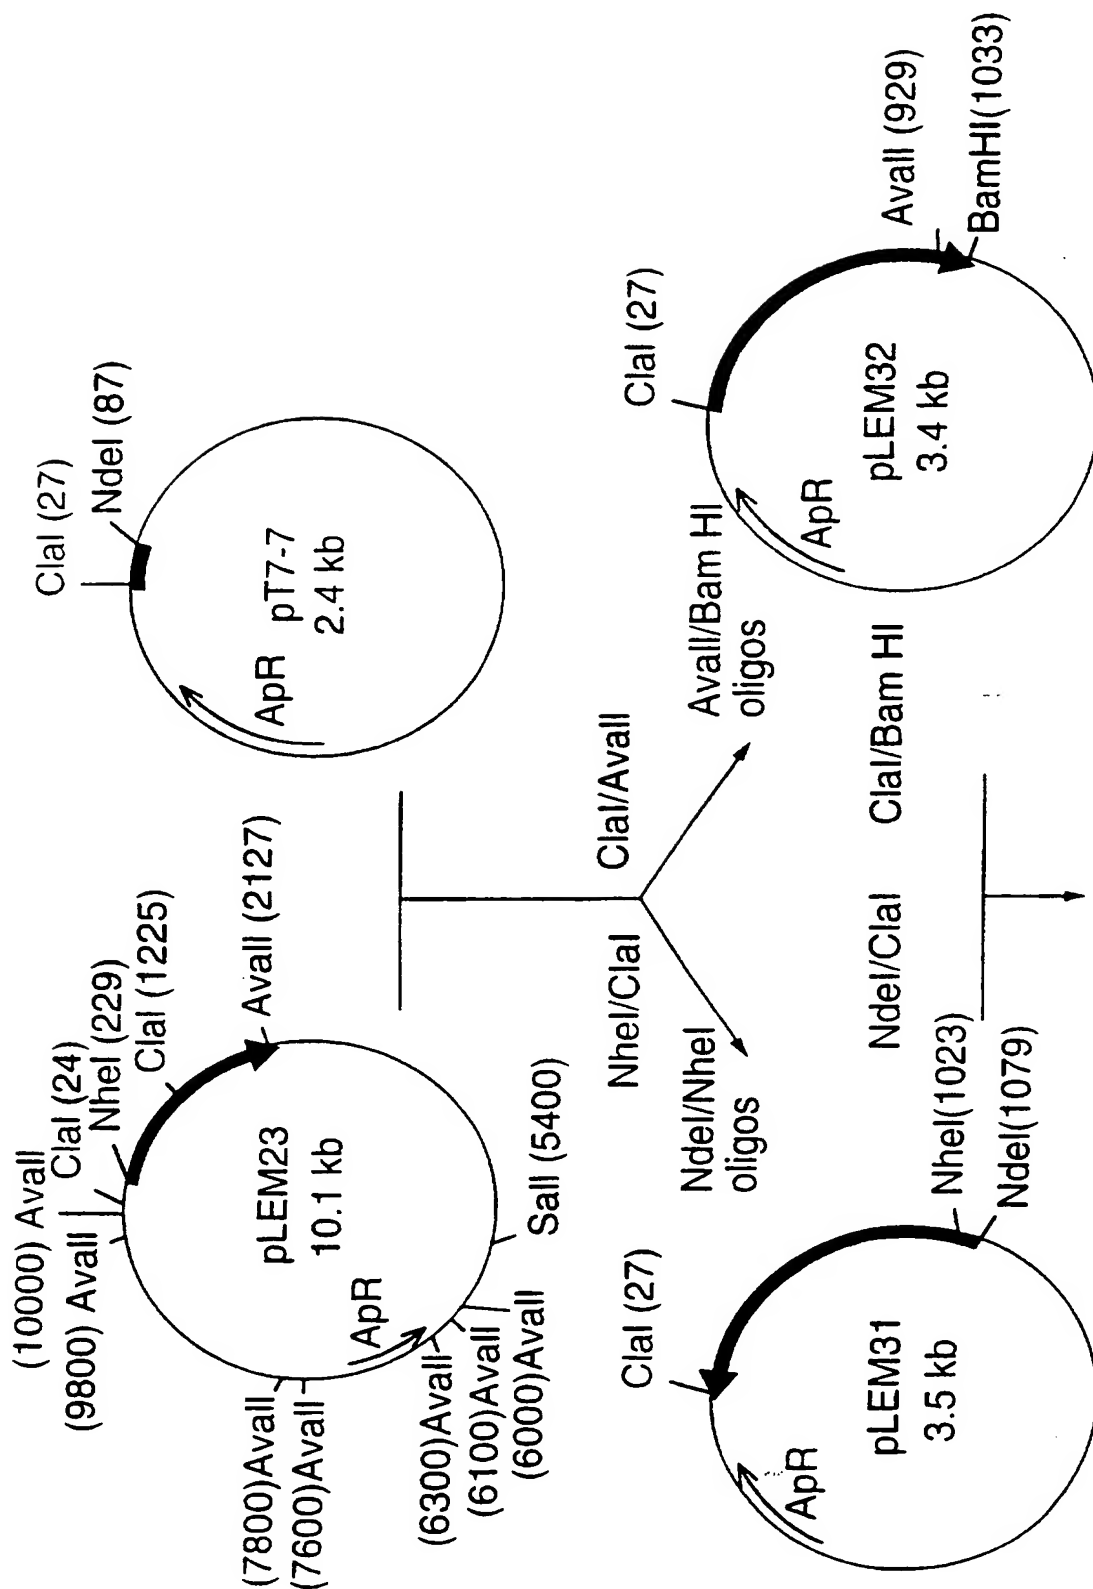 (10000) AvaII
(9800) AvaII
ClaI (24)
NheI (229)
ClaI (1225)
AvaII (2127)
(7800)AvaII
(7600)AvaII
pLEM23
10.1 kb
ApR
(6300)AvaII
(6100)AvaII
(6000)AvaII
SalI (5400)
ClaI (27)
NdeI (87)
pT7-7
2.4 kb
ApR
NheI/ClaI
ClaI/AvaII
NdeI/NheI
oligos
AvaII/Bam HI
oligos
ClaI (27)
pLEM31
3.5 kb
ApR
NheI(1023)
NdeI(1079)
NdeI/ClaI
ClaI/Bam HI
ClaI (27)
pLEM32
3.4 kb
ApR
AvaII (929)
BamHI(1033)